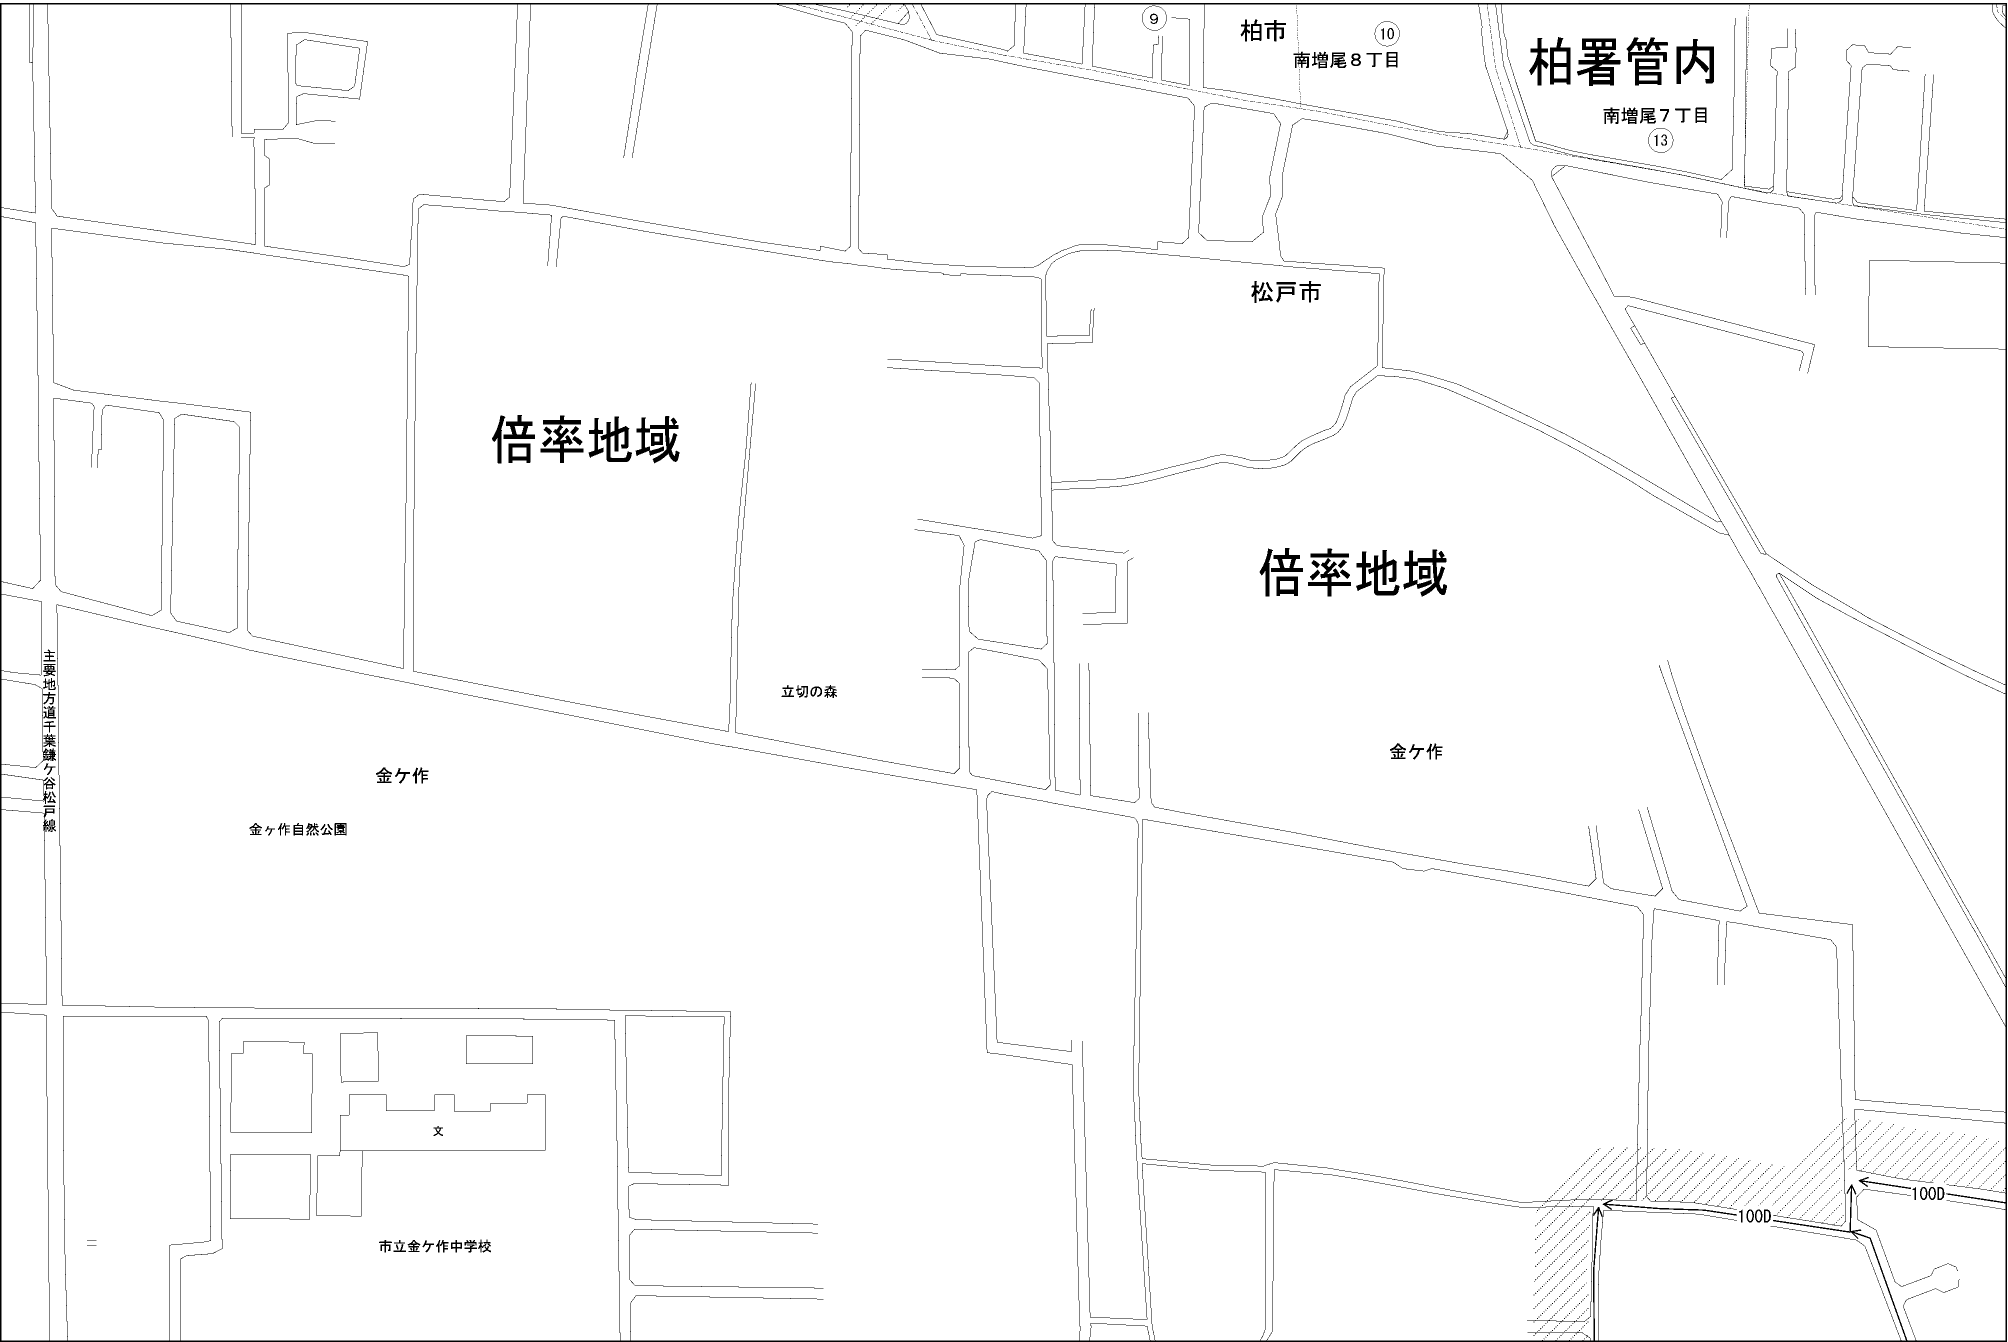 9
柏市
10
南増尾8丁目
柏署管内
南増尾7丁目
13
松戸市
倍率地域
倍率地域
主要地方道千葉鎌ケ谷松戸線
立切の森
金ケ作
金ケ作
金ヶ作自然公園
文
市立金ケ作中学校
100D
100D